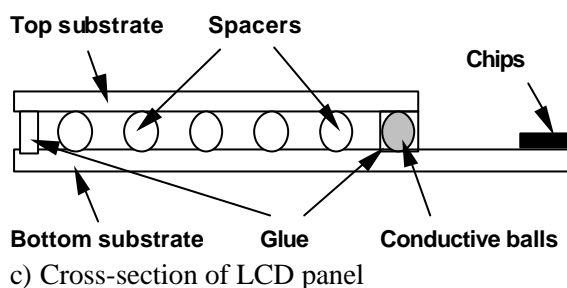 Top substrate Spacers
Chips
Bottom substrate Glue Conductive balls
c) Cross-section of LCD panel